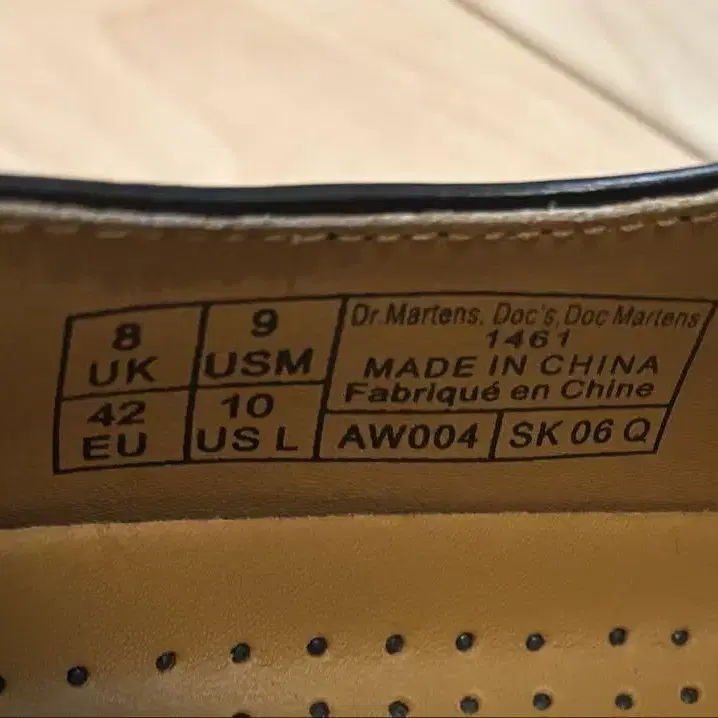 8
UK
9
USM
42
EU
10
US L
Dr.Martens, Doc's, Doc Martens
1461
MADE IN CHINA
Fabriqué en Chine
AW004
SK 06 Q